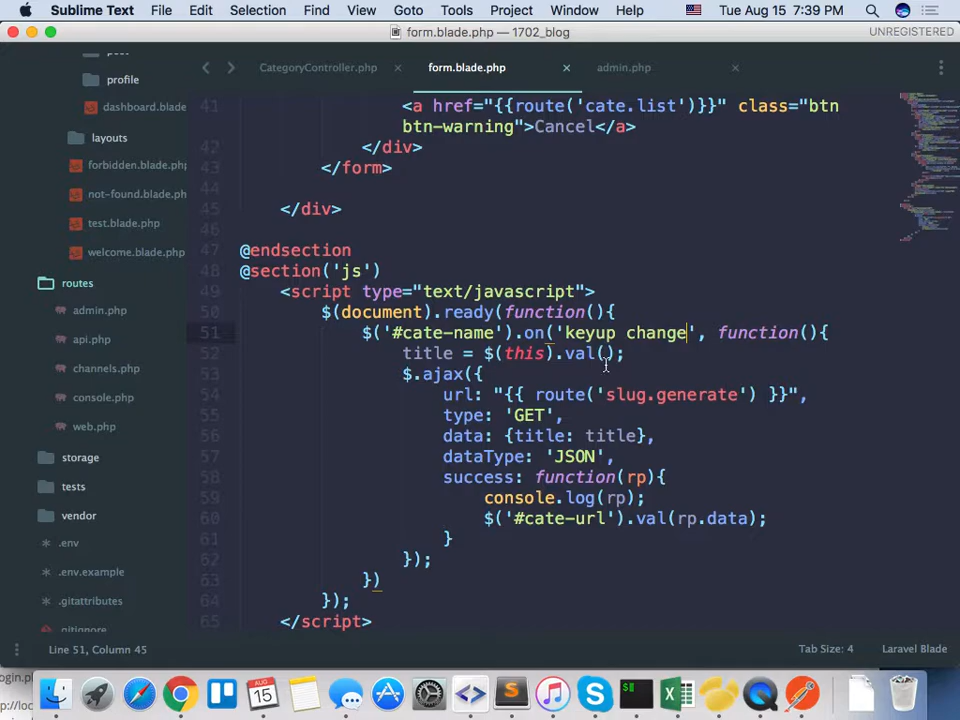 Sublime Text File Edit Selection Find View Goto Tools Project Window Help Tue Aug 15 7:39 PM
form.blade.php — 1702_blog UNREGISTERED
CategoryController.php × form.blade.php × admin.php ×
profile
dashboard.blade
layouts
forbidden.blade.php
not-found.blade.ph
test.blade.php
welcome.blade.php
routes
admin.php
api.php
channels.php
console.php
web.php
storage
tests
vendor
.env
.env.example
.gitattributes
.gitignore
41 <a href="{{route('cate.list')}}" class="btn
btn-warning">Cancel</a>
42 </div>
43 </form>
44
45 </div>
46
47 @endsection
48 @section('js')
49 <script type="text/javascript">
50 $(document).ready(function(){
51 $('#cate-name').on('keyup change', function(){
52 title = $(this).val();
53 $.ajax({
54 url: "{{ route('slug.generate') }}",
55 type: 'GET',
56 data: {title: title},
57 dataType: 'JSON',
58 success: function(rp){
59 console.log(rp);
60 $('#cate-url').val(rp.data);
61 }
62 });
63 })
64 });
65 </script>
Line 51, Column 45 Tab Size: 4 Laravel Blade
ogin.p
p://loc
AUG
15